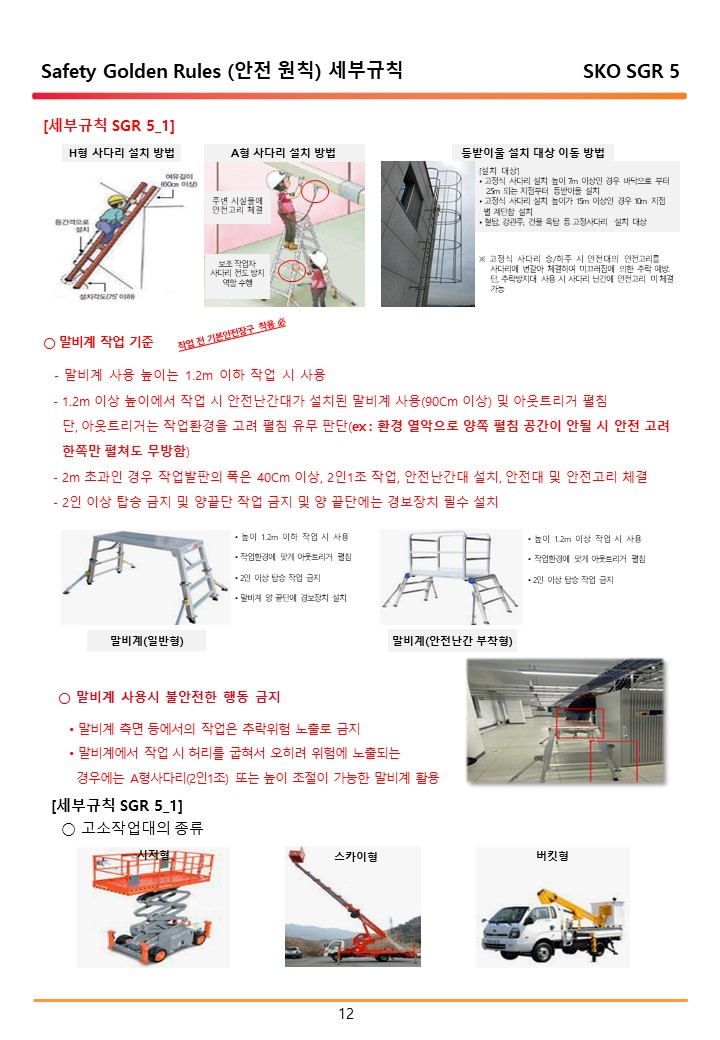 Safety Golden Rules (안전 원칙) 세부규칙
SKO SGR 5
[세부규칙 SGR 5_1]
H형 사다리 설치 방법
여유길이
(60㎝ 이상)
등간격으로
설치
설치각도(75˚이하)
A형 사다리 설치 방법
주변 시설물에
안전고리 체결
보조 작업자
사다리 전도 방지
역할 수행
등받이울 설치 대상 이동 방법
[설치 대상]
• 고정식 사다리 설치 높이 7m 이상인 경우 바닥으로 부터
2.5m 되는 지점부터 등받이울 설치
• 고정식 사다리 설치 높이가 15m 이상인 경우 10m 지점
별 계단참 설치
• 철탑, 강관주, 건물 옥탑 등 고정사다리 설치 대상
※ 고정식 사다리 승/하주 시 안전대의 안전고리를
사다리에 번갈아 체결하여 미끄러짐에 의한 추락 예방.
단, 추락방지대 사용 시 사다리 난간에 안전고리 미체결
가능
○ 말비계 작업 기준
작업 전 기본안전장구 착용 必
- 말비계 사용 높이는 1.2m 이하 작업 시 사용
- 1.2m 이상 높이에서 작업 시 안전난간대가 설치된 말비계 사용(90Cm 이상) 및 아웃트리거 펼침
단, 아웃트리거는 작업환경을 고려 펼침 유무 판단(ex : 환경 열악으로 양쪽 펼침 공간이 안될 시 안전 고려
한쪽만 펼쳐도 무방함)
- 2m 초과인 경우 작업발판의 폭은 40Cm 이상, 2인1조 작업, 안전난간대 설치, 안전대 및 안전고리 체결
- 2인 이상 탑승 금지 및 양끝단 작업 금지 및 양 끝단에는 경보장치 필수 설치
• 높이 1.2m 이하 작업 시 사용
• 작업환경에 맞게 아웃트리거 펼침
• 2인 이상 탑승 작업 금지
• 말비계 양 끝단에 경보장치 설치
말비계(일반형)
• 높이 1.2m 이상 작업 시 사용
• 작업환경에 맞게 아웃트리거 펼침
• 2인 이상 탑승 작업 금지
말비계(안전난간 부착형)
○ 말비계 사용시 불안전한 행동 금지
• 말비계 측면 등에서의 작업은 추락위험 노출로 금지
• 말비계에서 작업 시 허리를 굽혀서 오히려 위험에 노출되는
경우에는 A형사다리(2인1조) 또는 높이 조절이 가능한 말비계 활용
[세부규칙 SGR 5_1]
○ 고소작업대의 종류
시저형
스카이형
버킷형
12